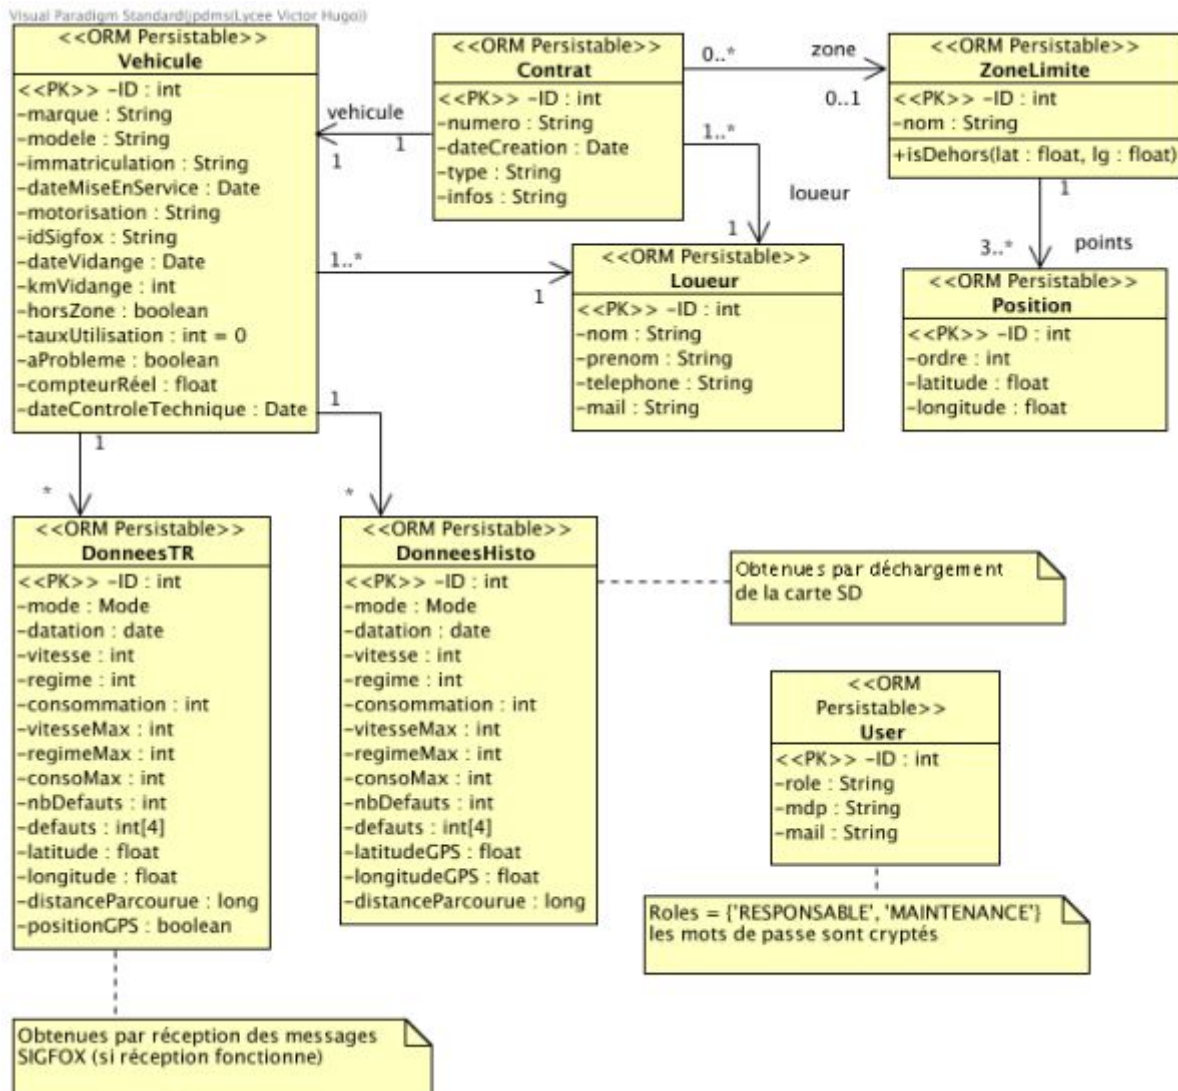 Visual Paradigm Standard(jpdms(Lycee Victor Hugo))
<<ORM Persistable>>
Vehicule
<<PK>> -ID : int
-marque : String
-modele : String
-immatriculation : String
-dateMiseEnService : Date
-motorisation : String
-idSigfox : String
-dateVidange : Date
-kmVidange : int
-horsZone : boolean
-tauxUtilisation : int = 0
-aProbleme : boolean
-compteurRéel : float
-dateControleTechnique : Date
vehicule
1
1
<<ORM Persistable>>
Contrat
<<PK>> -ID : int
-numero : String
-dateCreation : Date
-type : String
-infos : String
0..*
zone
0..1
<<ORM Persistable>>
ZoneLimite
<<PK>> -ID : int
-nom : String
+isDehors(lat : float, lg : float)
1..*
loueur
1
1..*
1
<<ORM Persistable>>
Loueur
<<PK>> -ID : int
-nom : String
-prenom : String
-telephone : String
-mail : String
1
3..*
points
<<ORM Persistable>>
Position
<<PK>> -ID : int
-ordre : int
-latitude : float
-longitude : float
1
*
1
*
<<ORM Persistable>>
DonneesTR
<<PK>> -ID : int
-mode : Mode
-datation : date
-vitesse : int
-regime : int
-consommation : int
-vitesseMax : int
-regimeMax : int
-consoMax : int
-nbDefauts : int
-defauts : int[4]
-latitude : float
-longitude : float
-distanceParcourue : long
-positionGPS : boolean
<<ORM Persistable>>
DonneesHisto
<<PK>> -ID : int
-mode : Mode
-datation : date
-vitesse : int
-regime : int
-consommation : int
-vitesseMax : int
-regimeMax : int
-consoMax : int
-nbDefauts : int
-defauts : int[4]
-latitudeGPS : float
-longitudeGPS : float
-distanceParcourue : long
Obtenues par déchargement
de la carte SD
<<ORM
Persistable>>
User
<<PK>> -ID : int
-role : String
-mdp : String
-mail : String
Roles = {'RESPONSABLE', 'MAINTENANCE'}
les mots de passe sont cryptés
Obtenues par réception des messages
SIGFOX (si réception fonctionne)